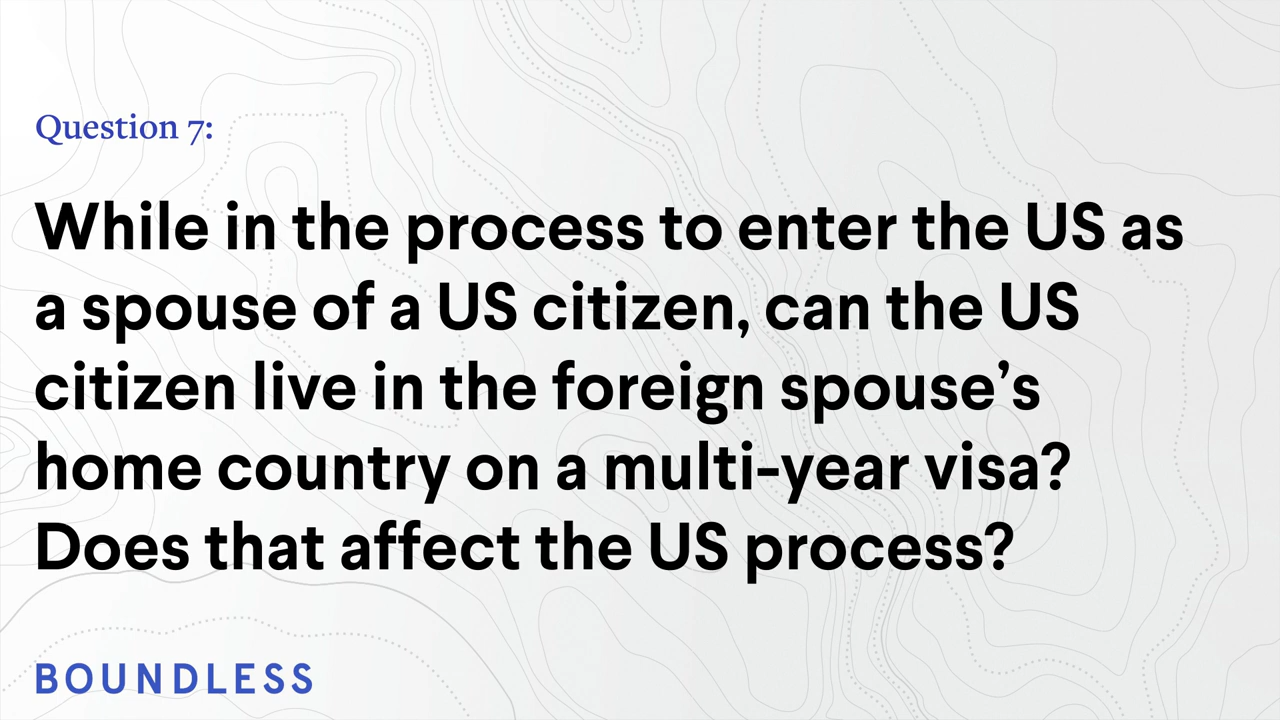 Question 7:
While in the process to enter the US as
a spouse of a US citizen, can the US
citizen live in the foreign spouse’s
home country on a multi-year visa?
Does that affect the US process?
BOUNDLESS